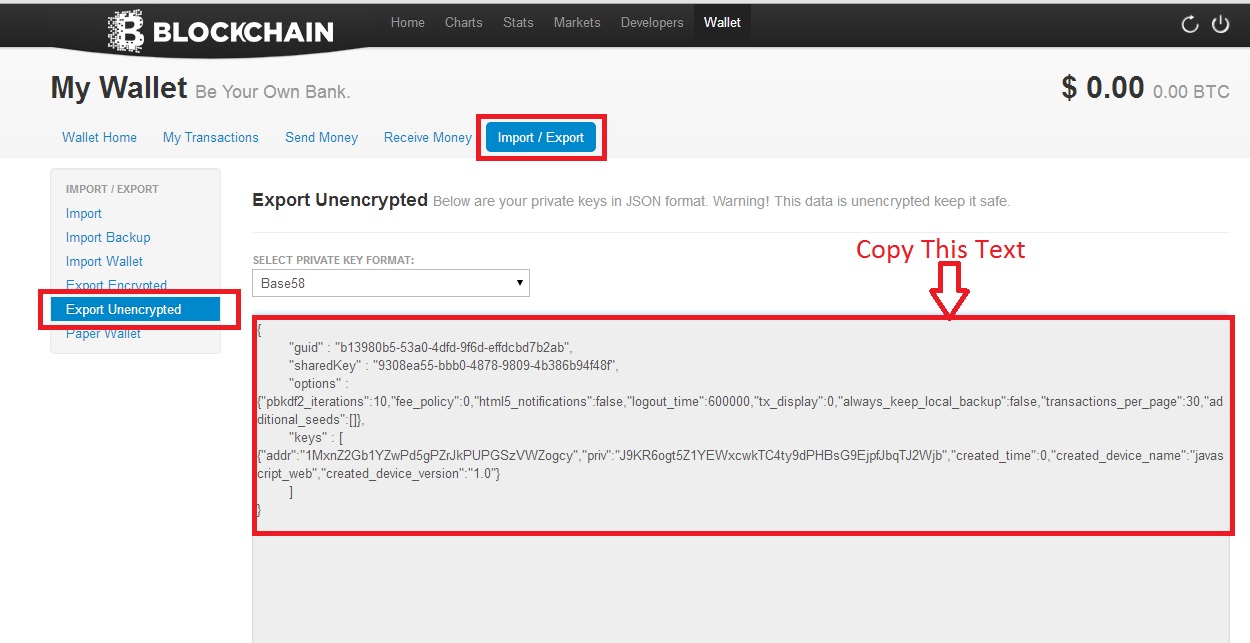 BLOCKCHAIN
Home Charts Stats Markets Developers Wallet
My Wallet Be Your Own Bank.
$ 0.00 0.00 BTC
Wallet Home My Transactions Send Money Receive Money Import / Export
IMPORT / EXPORT
Import
Import Backup
Import Wallet
Export Encrypted
Export Unencrypted
Paper Wallet
Export Unencrypted Below are your private keys in JSON format. Warning! This data is unencrypted keep it safe.
Copy This Text
SELECT PRIVATE KEY FORMAT:
Base58
{
"guid" : "b13980b5-53a0-4dfd-9f6d-effdcbd7b2ab",
"sharedKey" : "9308ea55-bbb0-4878-9809-4b386b94f48f",
"options" :
{"pbkdf2_iterations":10,"fee_policy":0,"html5_notifications":false,"logout_time":600000,"tx_display":0,"always_keep_local_backup":false,"transactions_per_page":30,"ad
ditional_seeds":[]},
"keys" : [
{"addr":"1MxnZ2Gb1YZwPd5gPZrJkPUPGSzVWZogcy","priv":"J9KR6ogt5Z1YEWxcwkTC4ty9dPHBsG9EjpfJbqTJ2Wjb","created_time":0,"created_device_name":"javas
cript_web","created_device_version":"1.0"}
]
}